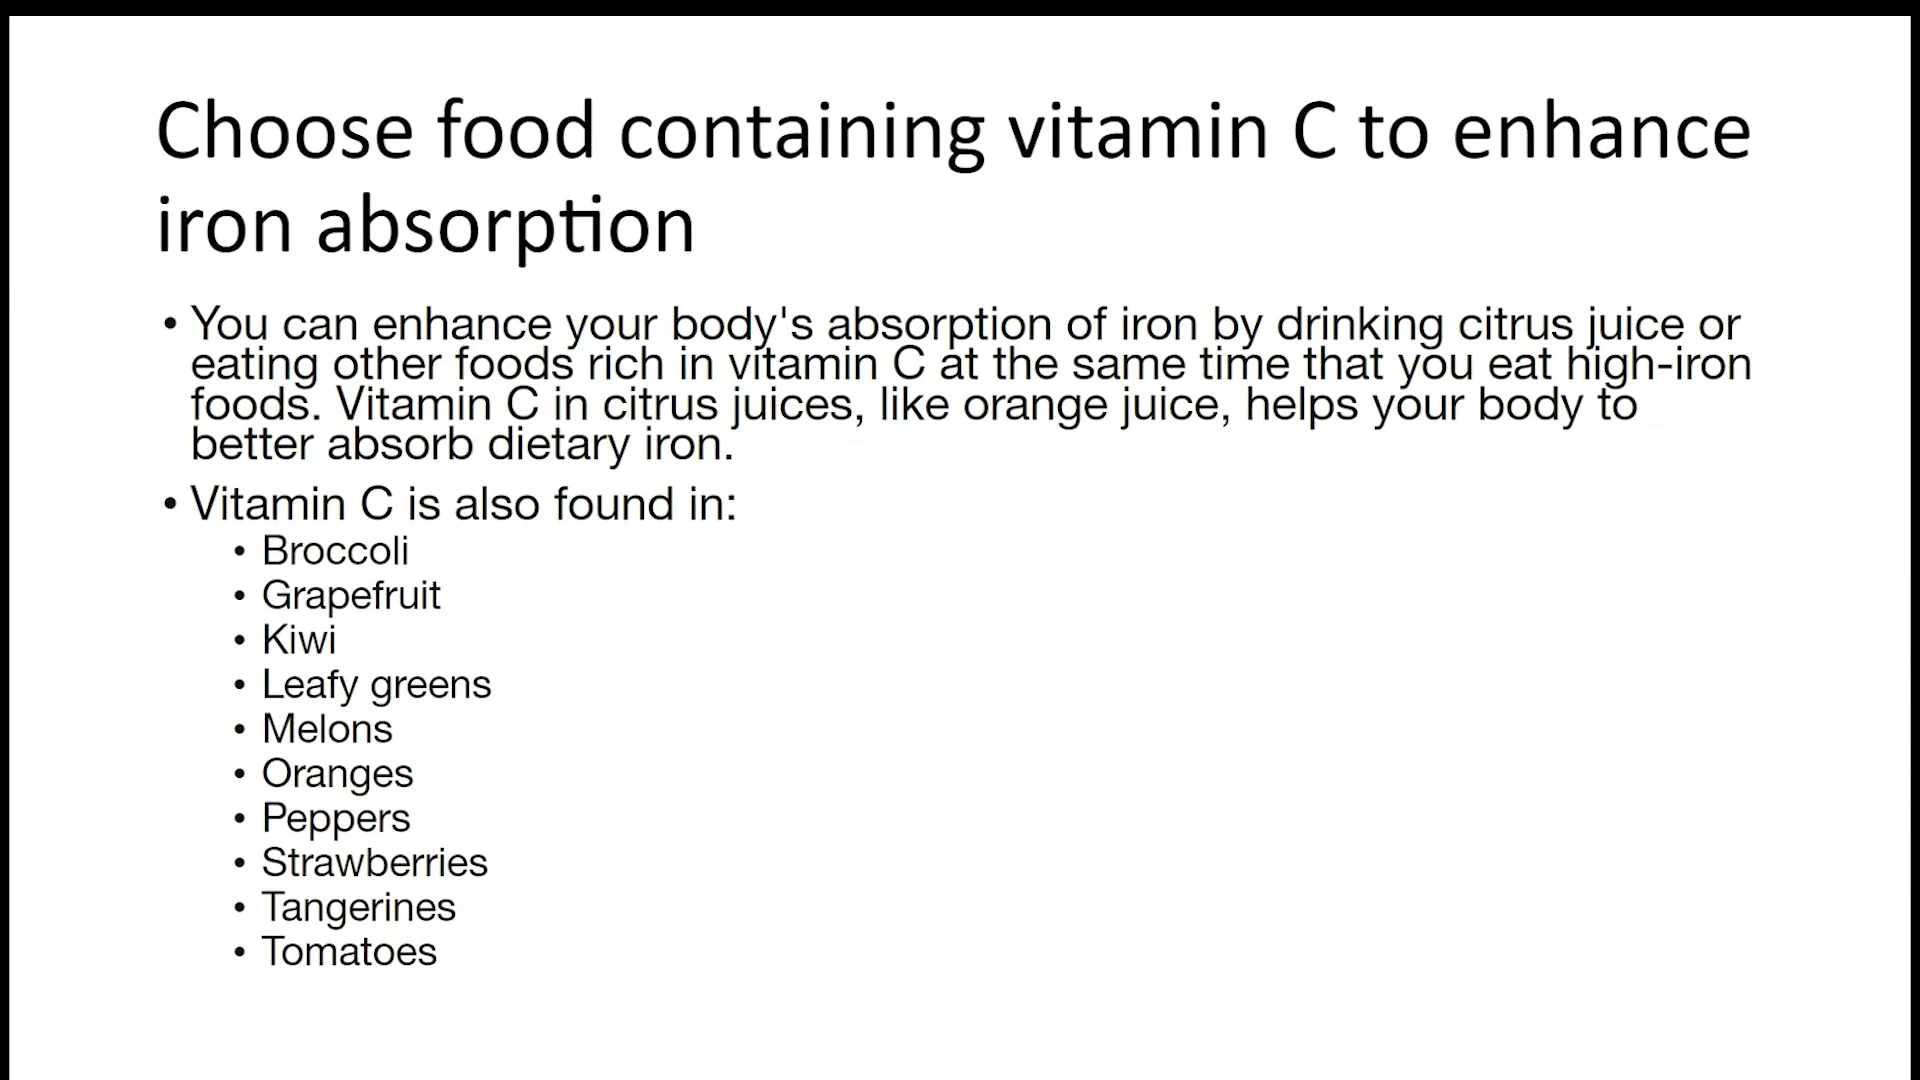 Choose food containing vitamin C to enhance
iron absorption
• You can enhance your body's absorption of iron by drinking citrus juice or
eating other foods rich in vitamin C at the same time that you eat high-iron
foods. Vitamin C in citrus juices, like orange juice, helps your body to
better absorb dietary iron.
• Vitamin C is also found in:
• Broccoli
• Grapefruit
• Kiwi
• Leafy greens
• Melons
• Oranges
• Peppers
• Strawberries
• Tangerines
• Tomatoes